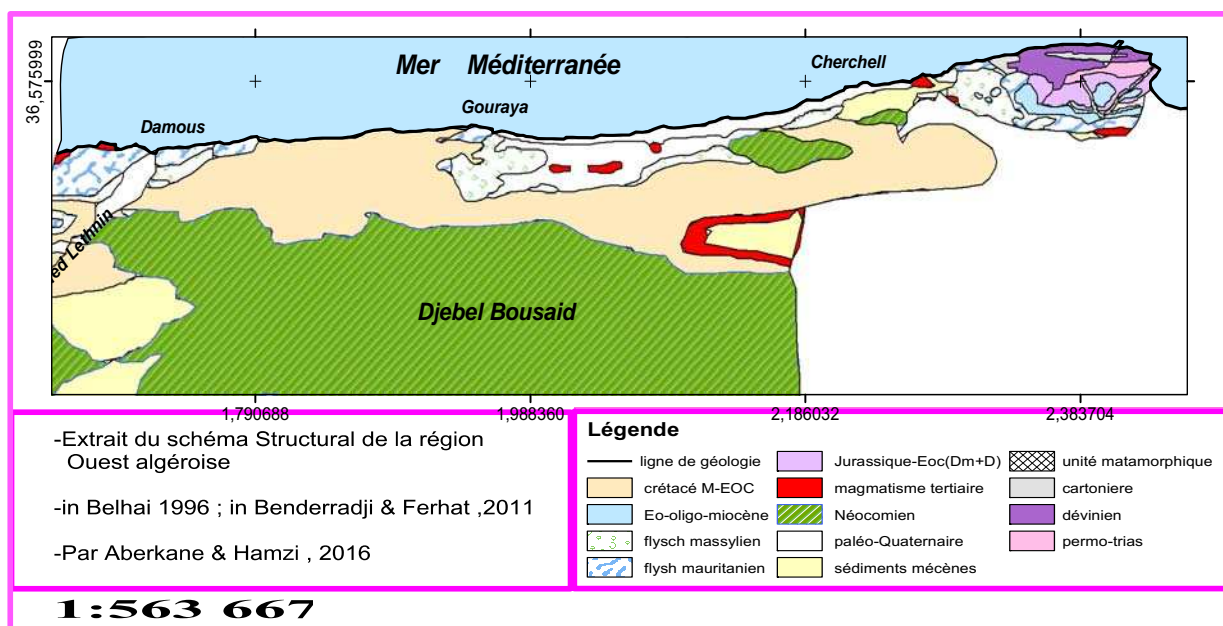 36,575999
Mer Méditerranée
Cherchell
Gouraya
Damous
ed Lethnin
Djebel Bousaid
1,790688
1,988360
2,186032
2,383704
-Extrait du schéma Structural de la région
Ouest algéroise
-in Belhai 1996 ; in Benderradji & Ferhat ,2011
-Par Aberkane & Hamzi , 2016
Légende
ligne de géologie
Jurassique-Eoc(Dm+D)
unité matamorphique
crétacé M-EOC
magmatisme tertiaire
cartoniere
Eo-oligo-miocène
Néocomien
dévinien
flysch massylien
paléo-Quaternaire
permo-trias
flysh mauritanien
sédiments mécènes
1:563 667